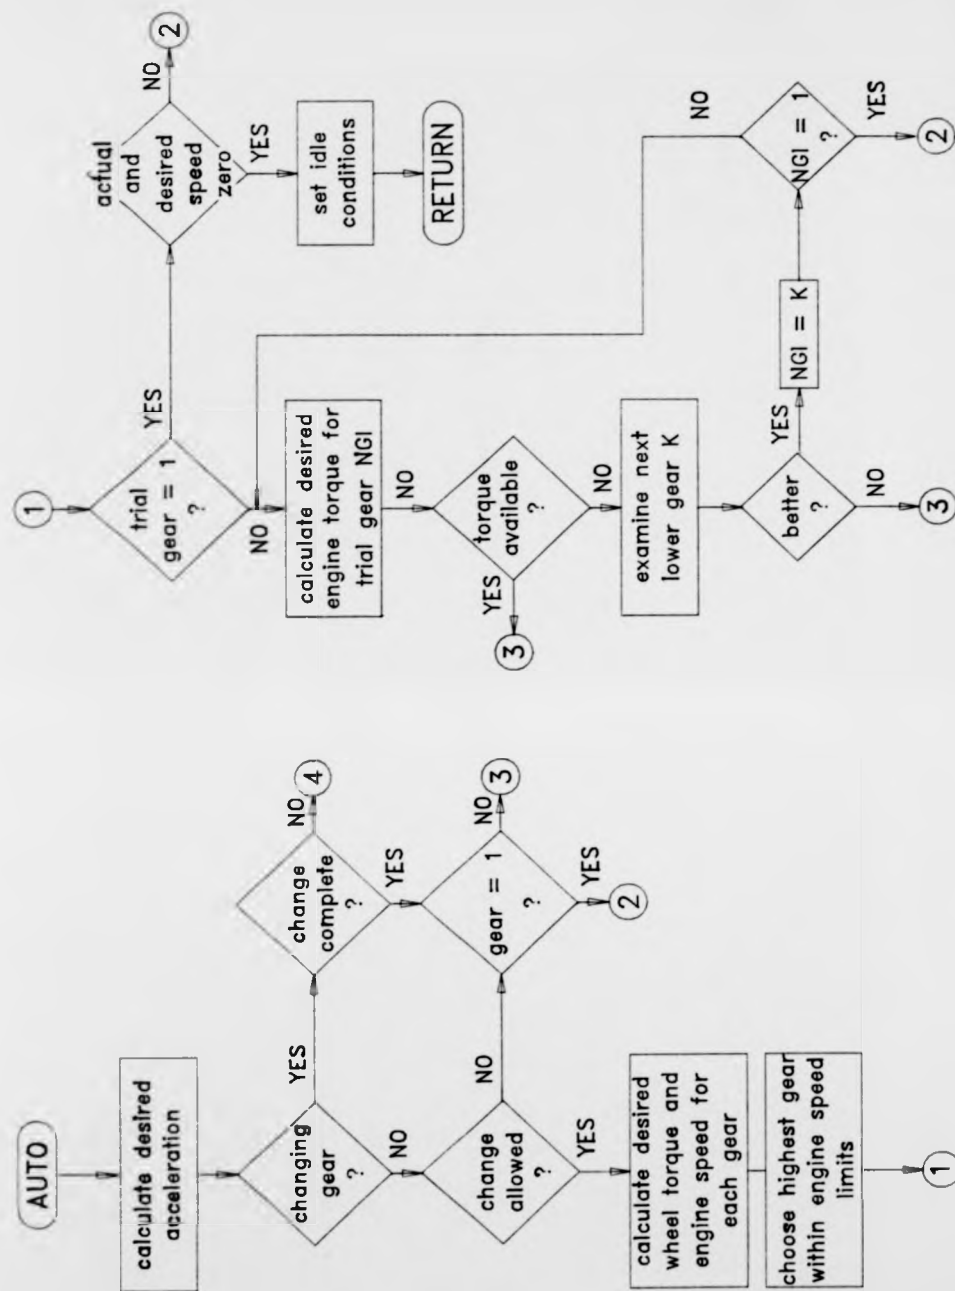 AUTO
calculate desired
acceleration
changing
gear
?
YES
NO
change
complete
?
NO
4
YES
change
allowed
?
NO
YES
gear = 1
?
NO
3
YES
2
calculate desired
wheel torque and
engine speed for
each gear
choose highest gear
within engine speed
limits
1
1
trial
gear = 1
?
YES
NO
actual
and
desired
speed
zero
NO
2
YES
set idle
conditions
RETURN
calculate desired
engine torque for
trial gear NGI
NO
torque
available
?
YES
3
NO
examine next
lower gear K
better
?
YES
NO
3
NGI = K
NGI = 1
?
NO
YES
2